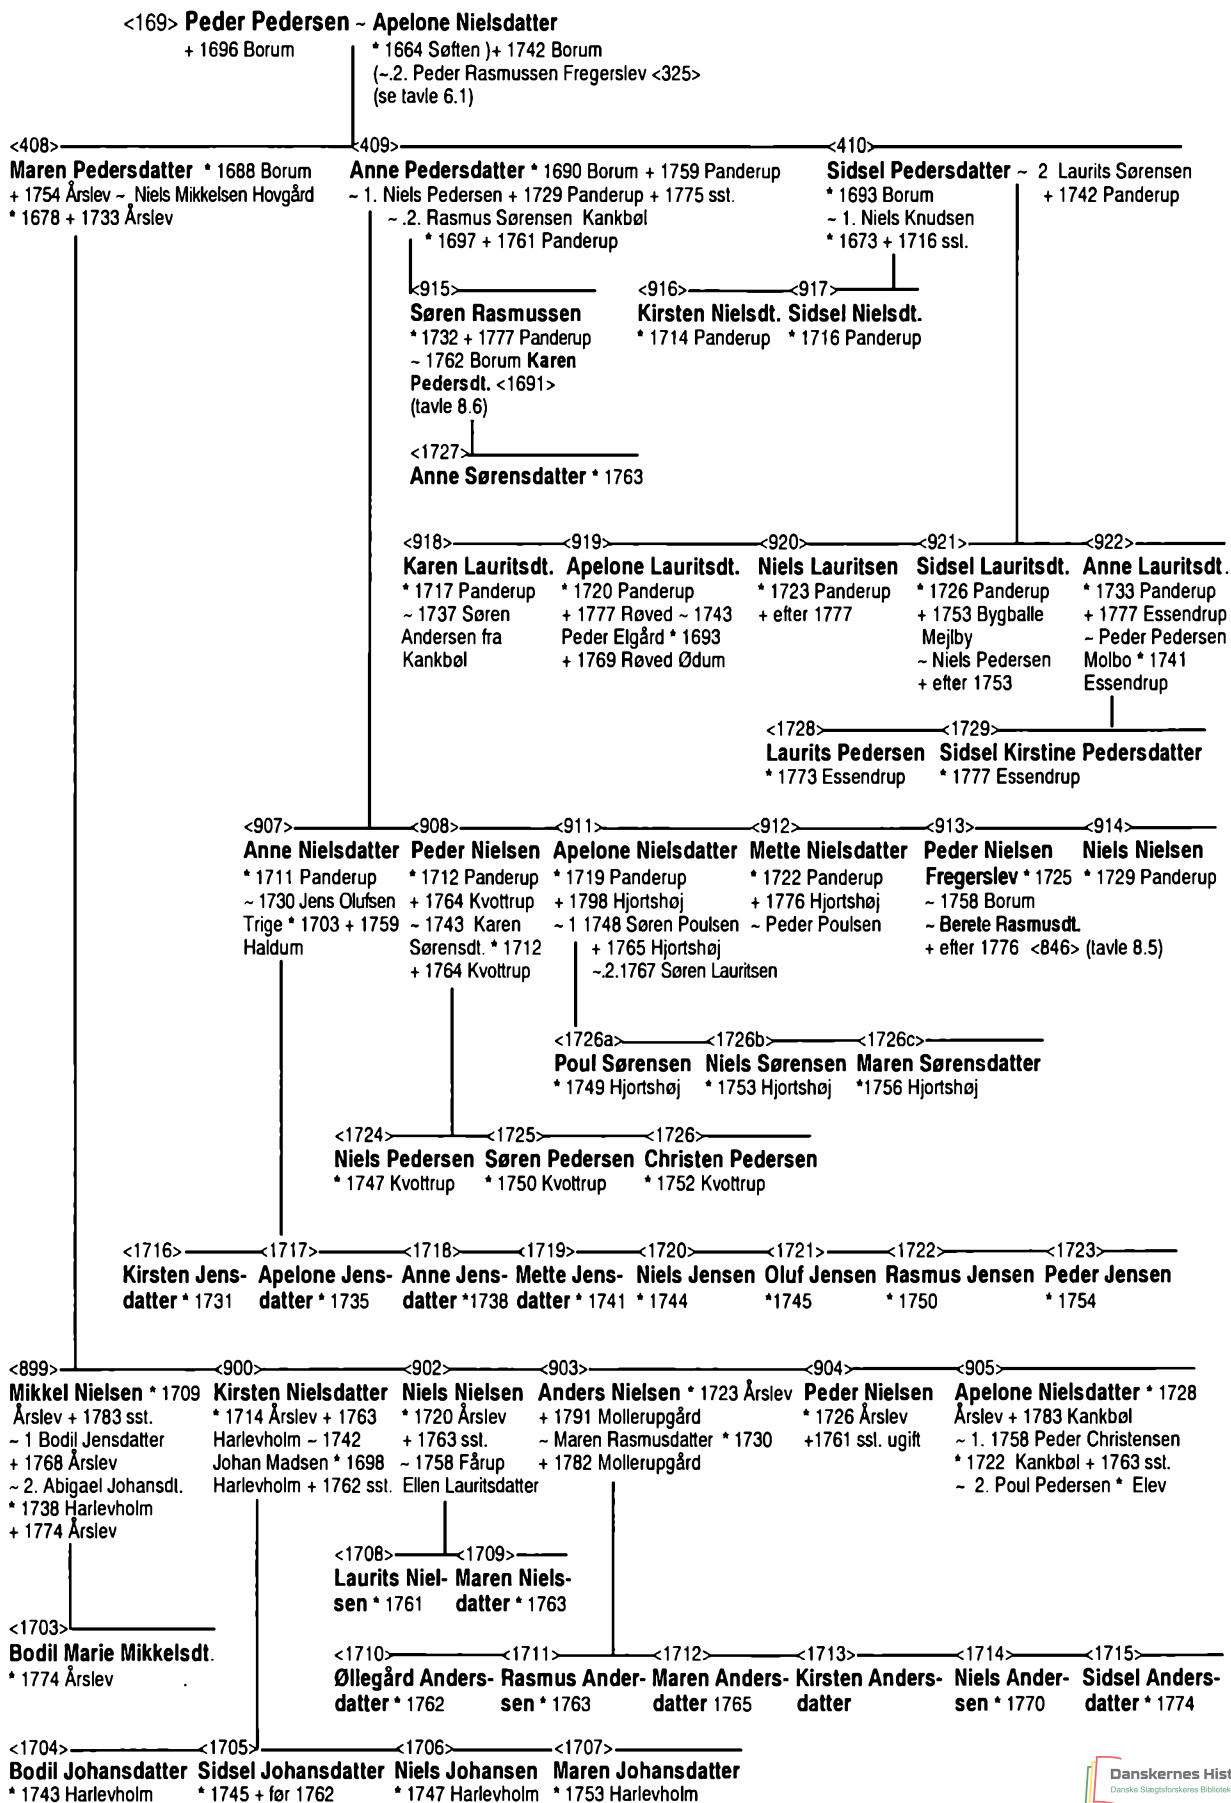 <169> Peder Pedersen ~ Apelone Nielsdatter
+ 1696 Borum
* 1664 Søften )+ 1742 Borum
(~.2. Peder Rasmussen Fregerslev <325>
(se tavle 6.1)
<408>
Maren Pedersdatter * 1688 Borum
+ 1754 Årslev ~ Niels Mikkelsen Hovgård
* 1678 + 1733 Årslev
<409>
Anne Pedersdatter * 1690 Borum + 1759 Panderup
~ 1. Niels Pedersen + 1729 Panderup + 1775 sst.
~ .2. Rasmus Sørensen Kankbøl
* 1697 + 1761 Panderup
<410>
Sidsel Pedersdatter ~ 2 Laurits Sørensen
* 1693 Borum
+ 1742 Panderup
~ 1. Niels Knudsen
* 1673 + 1716 sst.
<915>
Søren Rasmussen
* 1732 + 1777 Panderup
~ 1762 Borum Karen
Pedersdt. <1691>
(tavle 8.6)
<916>
Kirsten Nielsdt.
* 1714 Panderup
<917>
Sidsel Nielsdt.
* 1716 Panderup
<1727>
Anne Sørensdatter * 1763
<918>
Karen Lauritsdt.
* 1717 Panderup
~ 1737 Søren
Andersen fra
Kankbøl
<919>
Apelone Lauritsdt.
* 1720 Panderup
+ 1777 Røved ~ 1743
Peder Elgård * 1693
+ 1769 Røved Ødum
<920>
Niels Lauritsen
* 1723 Panderup
+ efter 1777
<921>
Sidsel Lauritsdt.
* 1726 Panderup
+ 1753 Bygballe
Mejlby
~ Niels Pedersen
+ efter 1753
<922>
Anne Lauritsdt.
* 1733 Panderup
+ 1777 Essendrup
~ Peder Pedersen
Molbo * 1741
Essendrup
<1728>
Laurits Pedersen
* 1773 Essendrup
<1729>
Sidsel Kirstine Pedersdatter
* 1777 Essendrup
<907>
Anne Nielsdatter
* 1711 Panderup
~ 1730 Jens Olufsen
Trige * 1703 + 1759
Haldum
<908>
Peder Nielsen
* 1712 Panderup
+ 1764 Kvottrup
~ 1743 Karen
Sørensdt. * 1712
+ 1764 Kvottrup
<911>
Apelone Nielsdatter
* 1719 Panderup
+ 1798 Hjortshøj
~ 1 1748 Søren Poulsen
+ 1765 Hjortshøj
~.2.1767 Søren Lauritsen
<912>
Mette Nielsdatter
* 1722 Panderup
+ 1776 Hjortshøj
~ Peder Poulsen
<913>
Peder Nielsen
Fregerslev * 1725
~ 1758 Borum
~ Berete Rasmusdt.
+ efter 1776 <846> (tavle 8.5)
<914>
Niels Nielsen
* 1729 Panderup
<1726a>
Poul Sørensen
* 1749 Hjortshøj
<1726b>
Niels Sørensen
* 1753 Hjortshøj
<1726c>
Maren Sørensdatter
*1756 Hjortshøj
<1724>
Niels Pedersen
* 1747 Kvottrup
<1725>
Søren Pedersen
* 1750 Kvottrup
<1726>
Christen Pedersen
* 1752 Kvottrup
<1716>
Kirsten Jens-
datter * 1731
<1717>
Apelone Jens-
datter * 1735
<1718>
Anne Jens-
datter *1738
<1719>
Mette Jens-
datter * 1741
<1720>
Niels Jensen
* 1744
<1721>
Oluf Jensen
*1745
<1722>
Rasmus Jensen
* 1750
<1723>
Peder Jensen
* 1754
<899>
Mikkel Nielsen * 1709
Årslev + 1783 sst.
~ 1 Bodil Jensdatter
+ 1768 Årslev
~ 2. Abigael Johansdt.
* 1738 Harlevholm
+ 1774 Årslev
<900>
Kirsten Nielsdatter
* 1714 Årslev + 1763
Harlevholm ~ 1742
Johan Madsen * 1698
Harlevholm + 1762 sst.
<902>
Niels Nielsen
* 1720 Årslev
+ 1763 sst.
~ 1758 Fårup
Ellen Lauritsdatter
<903>
Anders Nielsen * 1723 Årslev
+ 1791 Mollerupgård
~ Maren Rasmusdatter * 1730
+ 1782 Mollerupgård
<904>
Peder Nielsen
* 1726 Årslev
+1761 sst. ugift
<905>
Apelone Nielsdatter * 1728
Årslev + 1783 Kankbøl
~ 1. 1758 Peder Christensen
* 1722 Kankbøl + 1763 sst.
~ 2. Poul Pedersen * Elev
<1708>
Laurits Niel-
sen * 1761
<1709>
Maren Niels-
datter * 1763
<1703>
Bodil Marie Mikkelsdt.
* 1774 Årslev
<1710>
Øllegård Anders-
datter * 1762
<1711>
Rasmus Ander-
sen * 1763
<1712>
Maren Anders-
datter 1765
<1713>
Kirsten Anders-
datter
<1714>
Niels Ander-
sen * 1770
<1715>
Sidsel Anders-
datter * 1774
<1704>
Bodil Johansdatter
* 1743 Harlevholm
<1705>
Sidsel Johansdatter
* 1745 + før 1762
<1706>
Niels Johansen
* 1747 Harlevholm
<1707>
Maren Johansdatter
* 1753 Harlevholm
Danskernes Hist
Danske Slægtsforskeres Bibliotek